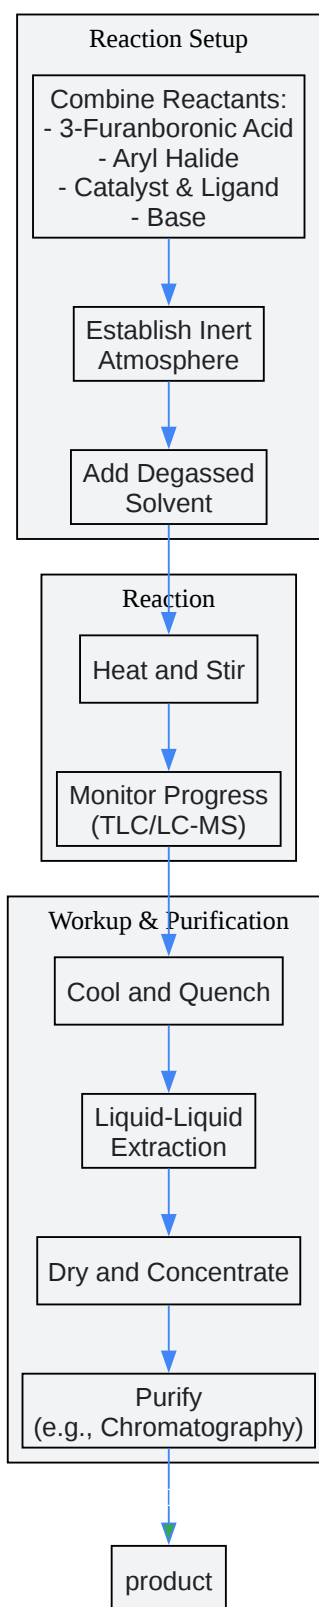 Reaction Setup
Combine Reactants:
- 3-Furanboronic Acid
- Aryl Halide
- Catalyst & Ligand
- Base
Establish Inert
Atmosphere
Add Degassed
Solvent
Reaction
Heat and Stir
Monitor Progress
(TLC/LC-MS)
Workup & Purification
Cool and Quench
Liquid-Liquid
Extraction
Dry and Concentrate
Purify
(e.g., Chromatography)
product